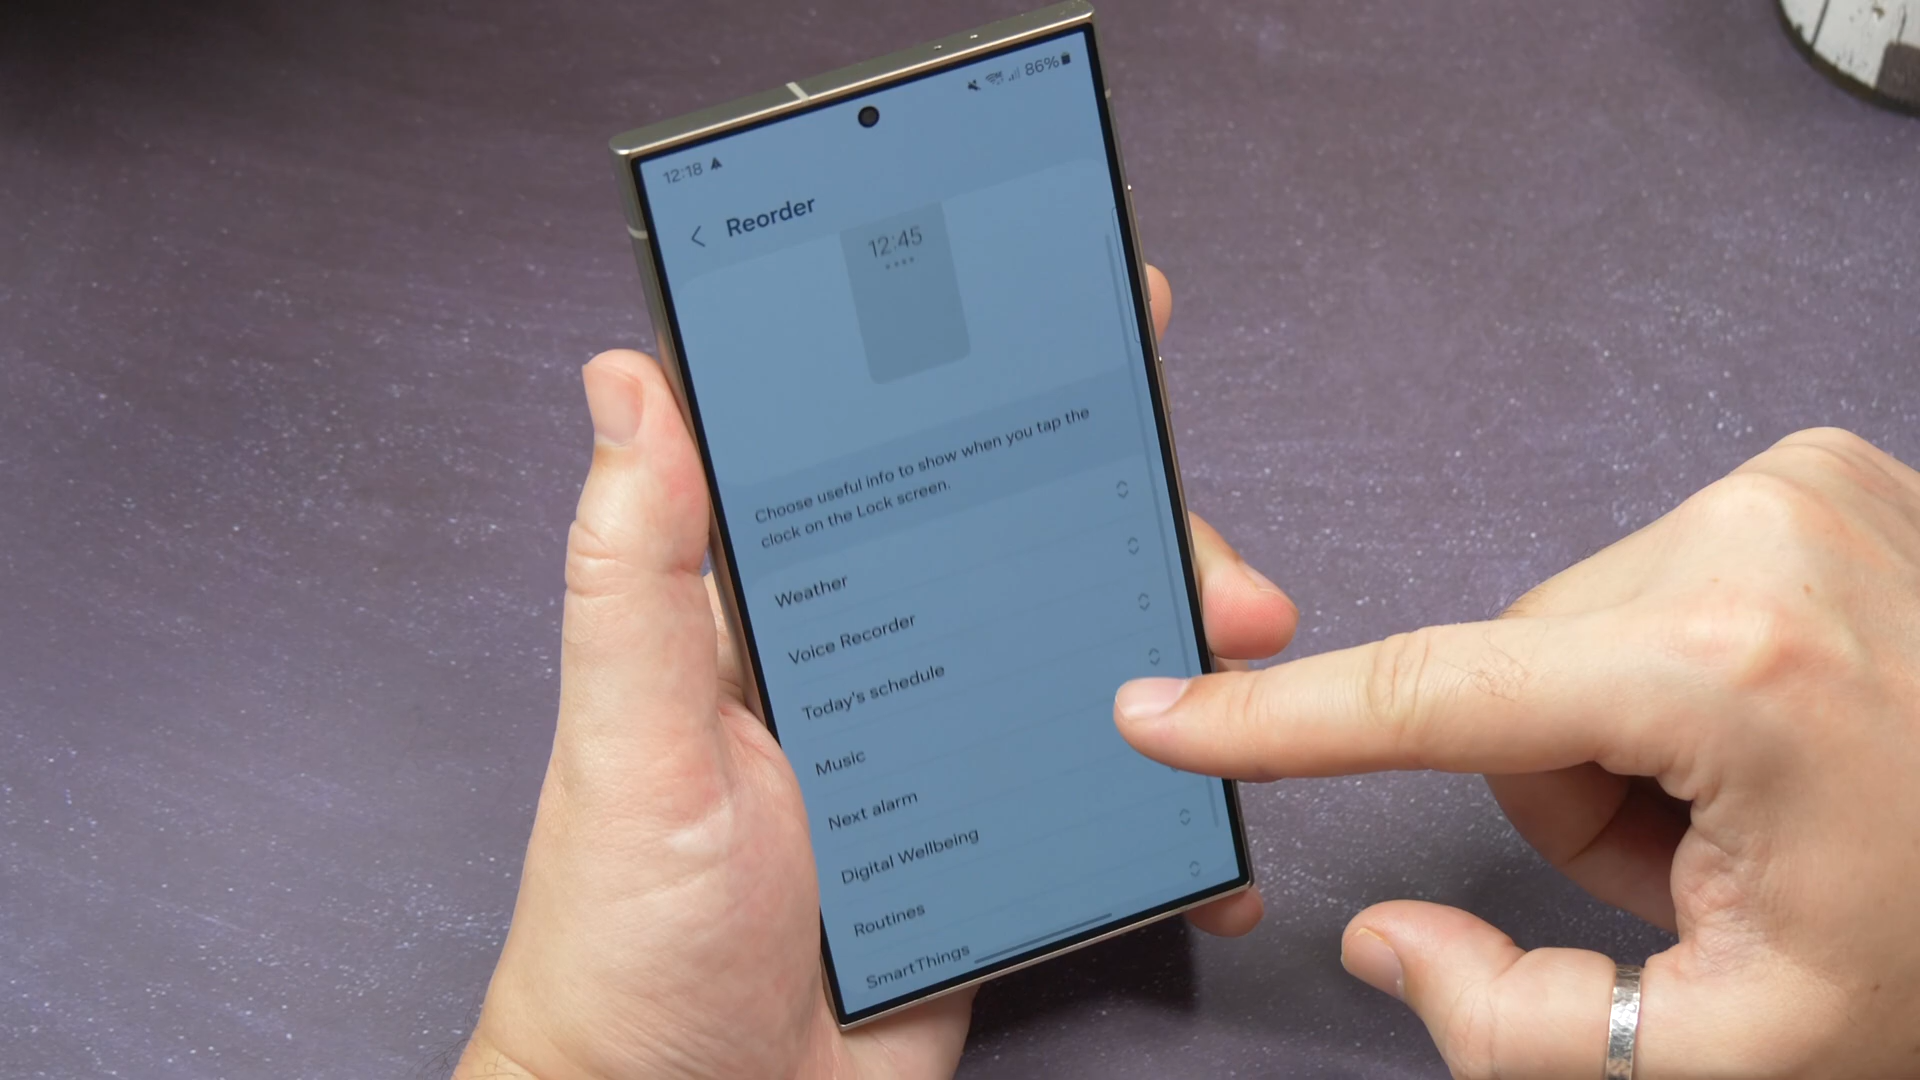 12:18
86%
Reorder
12:45
Choose useful info to show when you tap the
clock on the Lock screen.
Weather
Voice Recorder
Today's schedule
Music
Next alarm
Digital Wellbeing
Routines
SmartThings